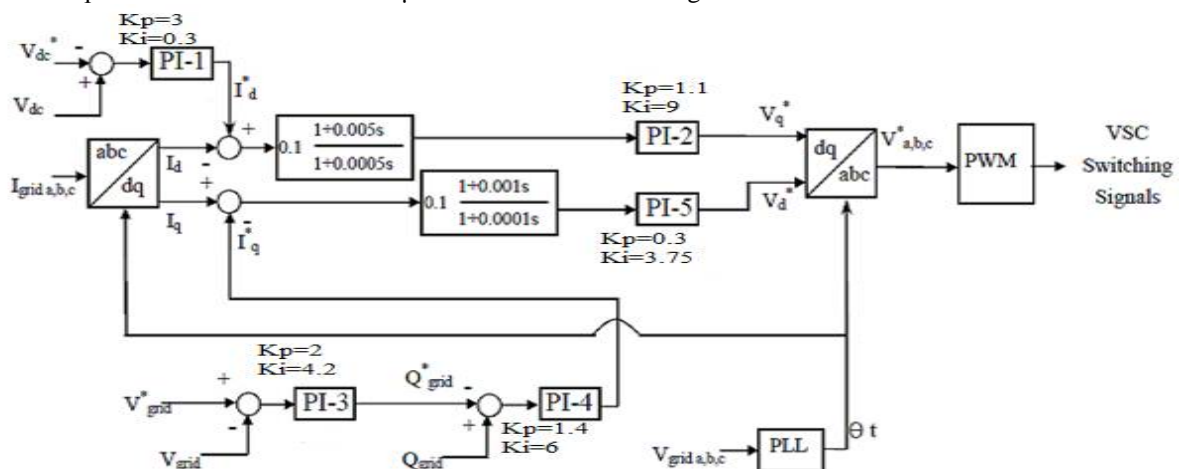 Kp=3
Ki=0.3
V*dc
-
+
PI-1
Vdc
I*d
abc
dq
Igrid a,b,c
Id
Iq
+
-
+
-
I*q
0.1 1+0.005s
1+0.0005s
0.1 1+0.001s
1+0.0001s
Kp=1.1
Ki=9
PI-2
V*q
PI-5
V*d
Kp=0.3
Ki=3.75
dq
abc
V*a,b,c
PWM
VSC
Switching
Signals
Kp=2
Ki=4.2
V*grid
+
-
PI-3
Vgrid
Q*grid
-
+
PI-4
Qgrid
Kp=1.4
Ki=6
Vgrid a,b,c
PLL
θ t